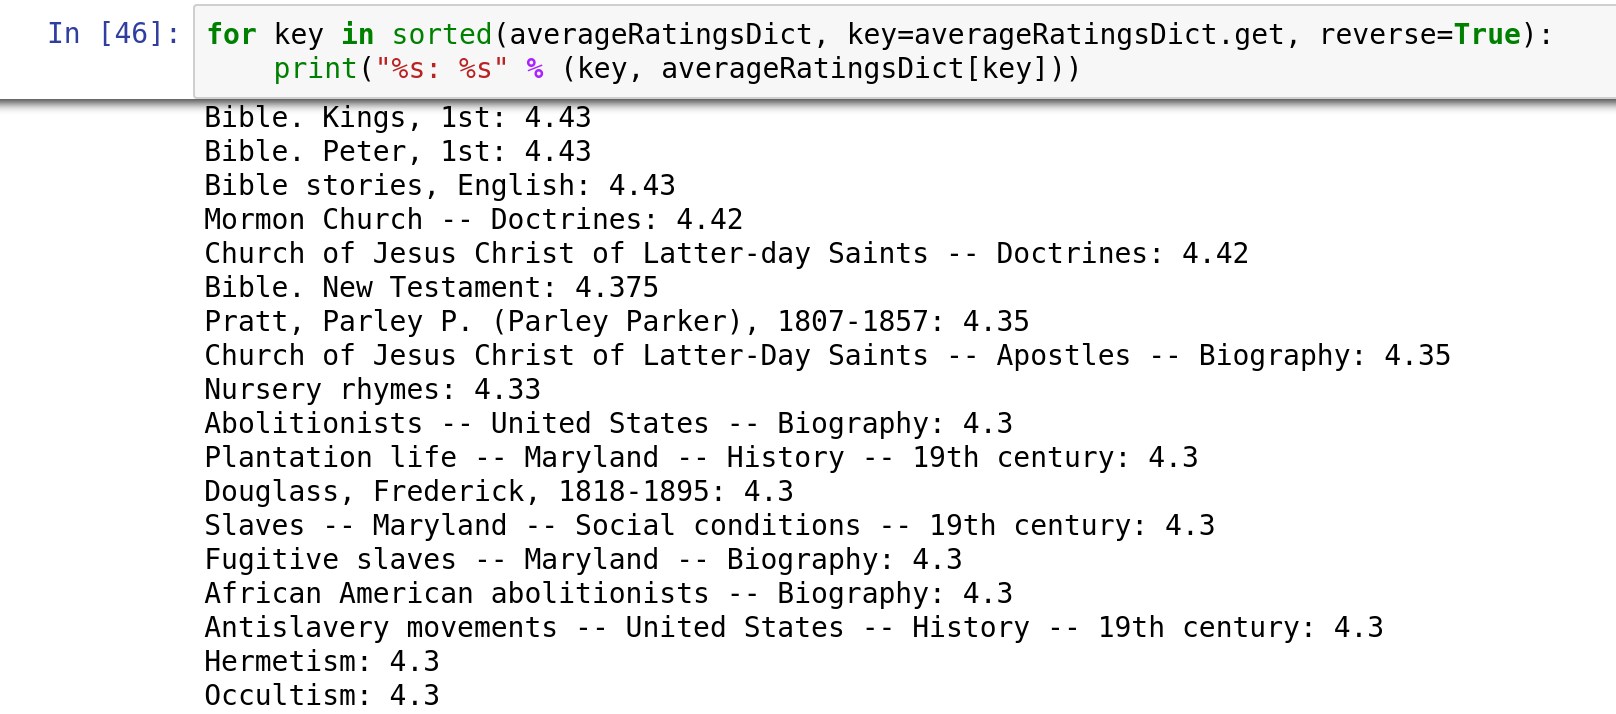 In [46]: for key in sorted(averageRatingsDict, key=averageRatingsDict.get, reverse=True):
print("%s: %s" % (key, averageRatingsDict[key]))
Bible. Kings, 1st: 4.43
Bible. Peter, 1st: 4.43
Bible stories, English: 4.43
Mormon Church -- Doctrines: 4.42
Church of Jesus Christ of Latter-day Saints -- Doctrines: 4.42
Bible. New Testament: 4.375
Pratt, Parley P. (Parley Parker), 1807-1857: 4.35
Church of Jesus Christ of Latter-Day Saints -- Apostles -- Biography: 4.35
Nursery rhymes: 4.33
Abolitionists -- United States -- Biography: 4.3
Plantation life -- Maryland -- History -- 19th century: 4.3
Douglass, Frederick, 1818-1895: 4.3
Slaves -- Maryland -- Social conditions -- 19th century: 4.3
Fugitive slaves -- Maryland -- Biography: 4.3
African American abolitionists -- Biography: 4.3
Antislavery movements -- United States -- History -- 19th century: 4.3
Hermetism: 4.3
Occultism: 4.3